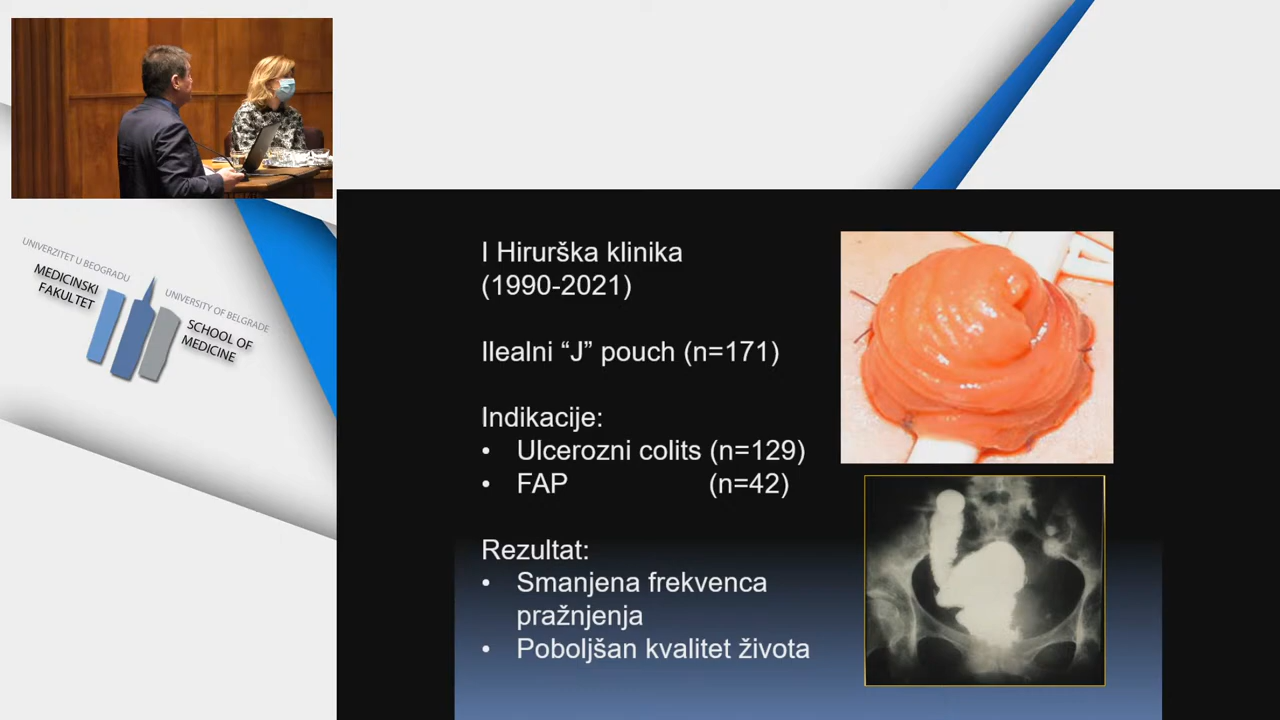 UNIVERZITET U BEOGRADU
MEDICINSKI
FAKULTET
UNIVERSITY OF BELGRADE
SCHOOL OF
MEDICINE
I Hirurška klinika
(1990-2021)
Ilealni “J” pouch (n=171)
Indikacije:
• Ulcerozni colits (n=129)
• FAP (n=42)
Rezultat:
• Smanjena frekvenca
pražnjenja
• Poboljšan kvalitet života